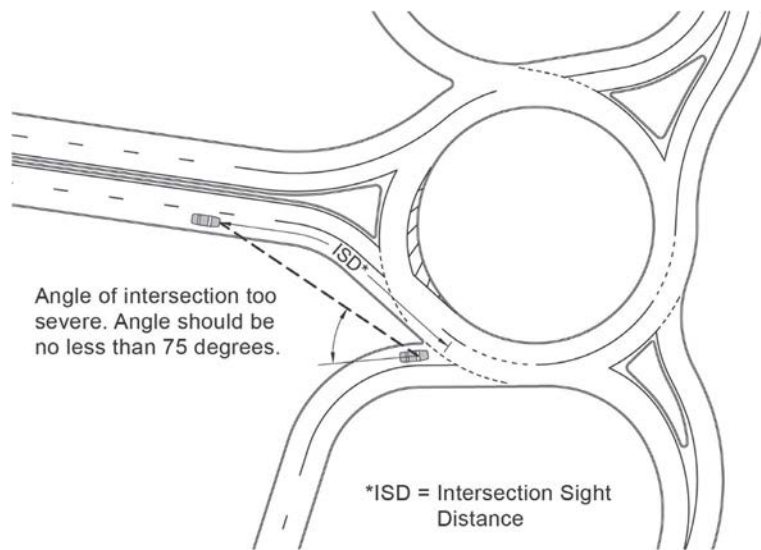 ISD*
Angle of intersection too
severe. Angle should be
no less than 75 degrees.
*ISD = Intersection Sight
Distance